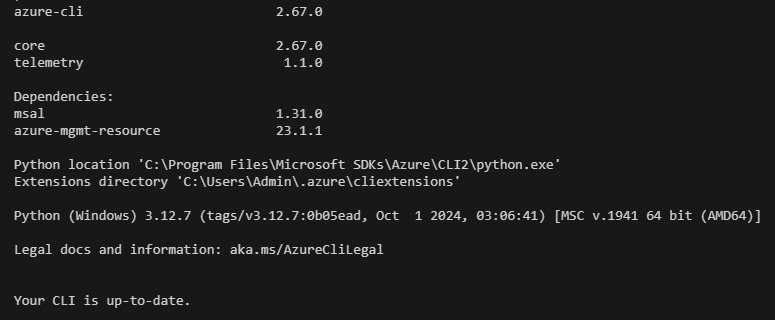 azure-cli                         2.67.0
core                              2.67.0
telemetry                          1.1.0
Dependencies:
msal                              1.31.0
azure-mgmt-resource               23.1.1
Python location 'C:\Program Files\Microsoft SDKs\Azure\CLI2\python.exe'
Extensions directory 'C:\Users\Admin\.azure\cliextensions'
Python (Windows) 3.12.7 (tags/v3.12.7:0b05ead, Oct  1 2024, 03:06:41) [MSC v.1941 64 bit (AMD64)]
Legal docs and information: aka.ms/AzureCliLegal
Your CLI is up-to-date.